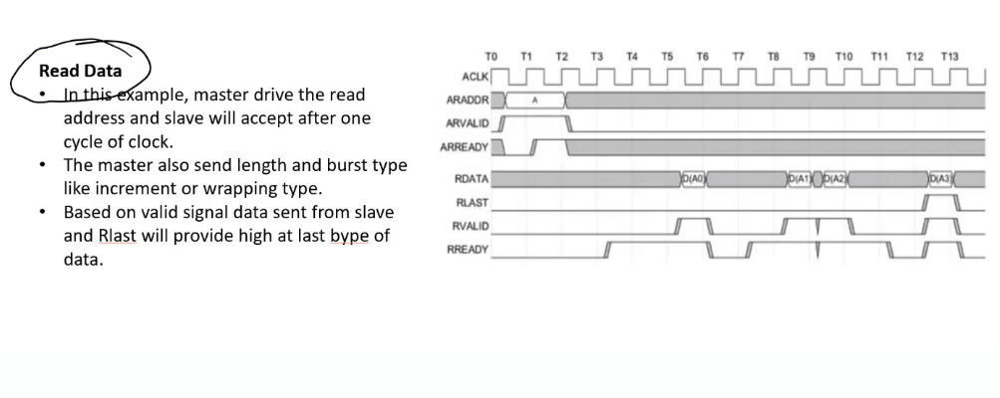 Read Data
• In this example, master drive the read
address and slave will accept after one
cycle of clock.
• The master also send length and burst type
like increment or wrapping type.
• Based on valid signal data sent from slave
and Rlast will provide high at last bype of
data.
T0 T1 T2 T3 T4 T5 T6 T7 T8 T9 T10 T11 T12 T13
ACLK
ARADDR A
ARVALID
ARREADY
RDATA D(A0) D(A1) D(A2) D(A3)
RLAST
RVALID
RREADY